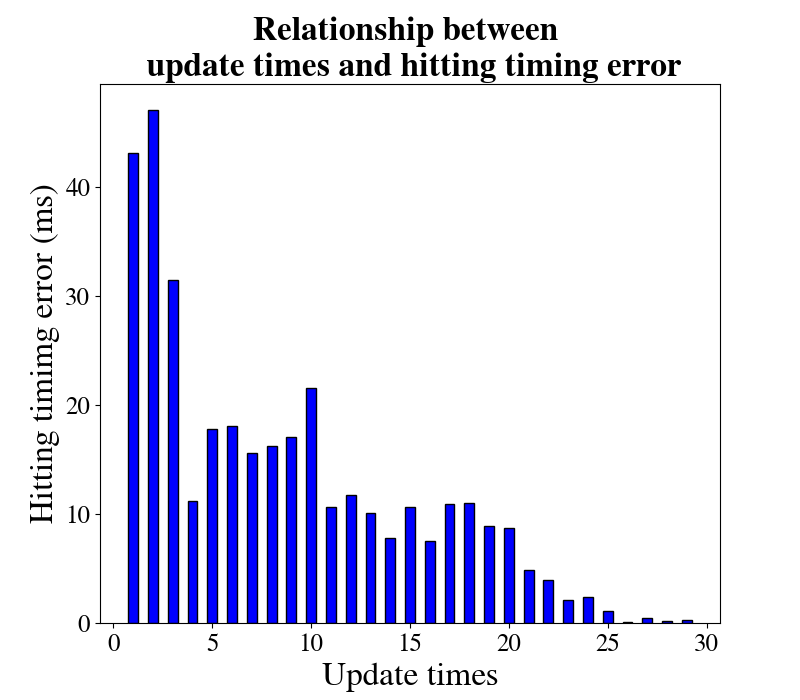 Relationship between
update times and hitting timing error
Hitting timimg error (ms)
40
30
20
10
0
0 5 10 15 20 25 30
Update times